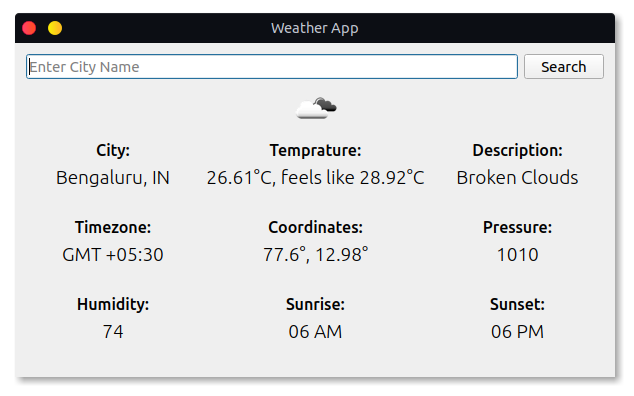 Weather App
Enter City Name
Search
City: Temprature: Description:
Bengaluru, IN 26.61°C, feels like 28.92°C Broken Clouds
Timezone: Coordinates: Pressure:
GMT +05:30 77.6°, 12.98° 1010
Humidity: Sunrise: Sunset:
74 06 AM 06 PM